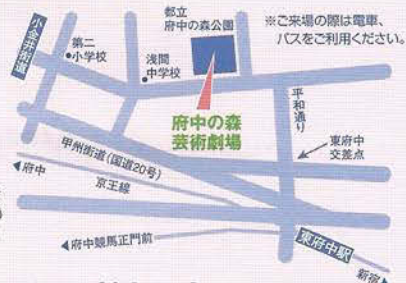 都立
府中の森公園
※ご来場の際は電車、
バスをご利用ください。
小金井街道
第二
小学校
浅間
中学校
平和通り
府中の森
芸術劇場
東府中
交差点
甲州街道(国道20号)
◀府中
京王線
◀府中競馬正門前
東府中駅
新宿▶